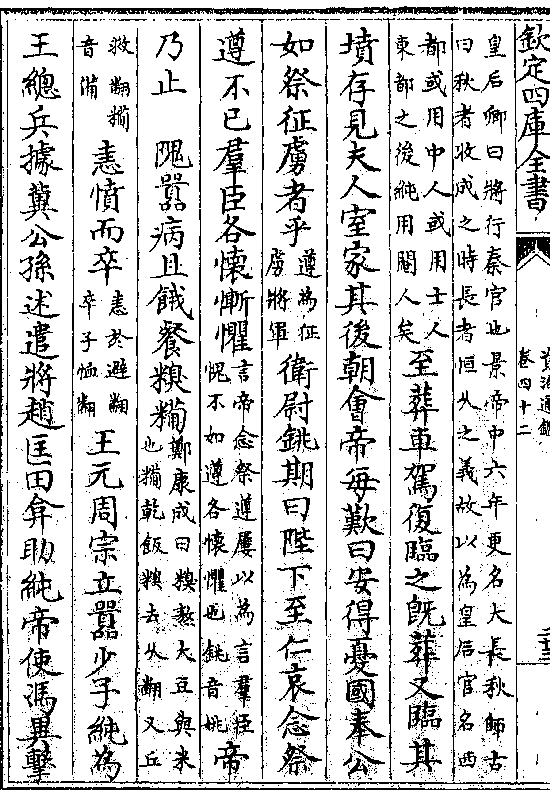 欽定四庫全書
資治通鑑
卷四十二
皇后卿曰將行秦官也景帝中六年更名大長秋師古
曰秋者收成之時長者恒久之義故以為皇后官名西
都或用中人或用士人
東都之後純用閹人矣
至葬車駕復臨之既葬又臨其
墳存見夫人室家其後朝㑹帝每歎曰安得憂國奉公
如祭征虜者乎
遵為征
虜將軍
衛尉銚期曰陛下至仁哀念祭
遵不已羣臣各懷慚懼
言帝念祭遵屢以為言羣臣
愧不如遵各懷懼也銚音姚
帝
乃止
隗囂病且餓餐糗糒
鄭康成曰糗熬大豆與米
也糒乾飯糗去久翻又丘
救翻糒
音備
恚憤而卒
恚於避翻
卒子恤翻
王元周宗立囂少子純為
王總兵據冀公孫述遣將趙匡田弇助純帝使馮異擊